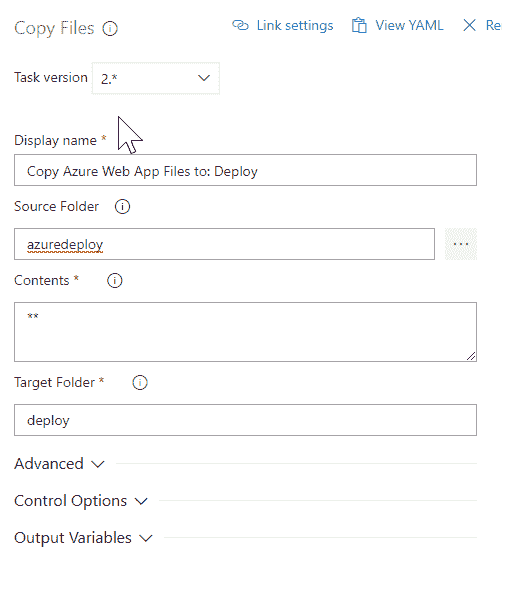 Copy Files
Link settings
View YAML
Re
Task version 2.*
Display name *
Copy Azure Web App Files to: Deploy
Source Folder
azuredeploy
...
Contents *
**
Target Folder *
deploy
Advanced
Control Options
Output Variables